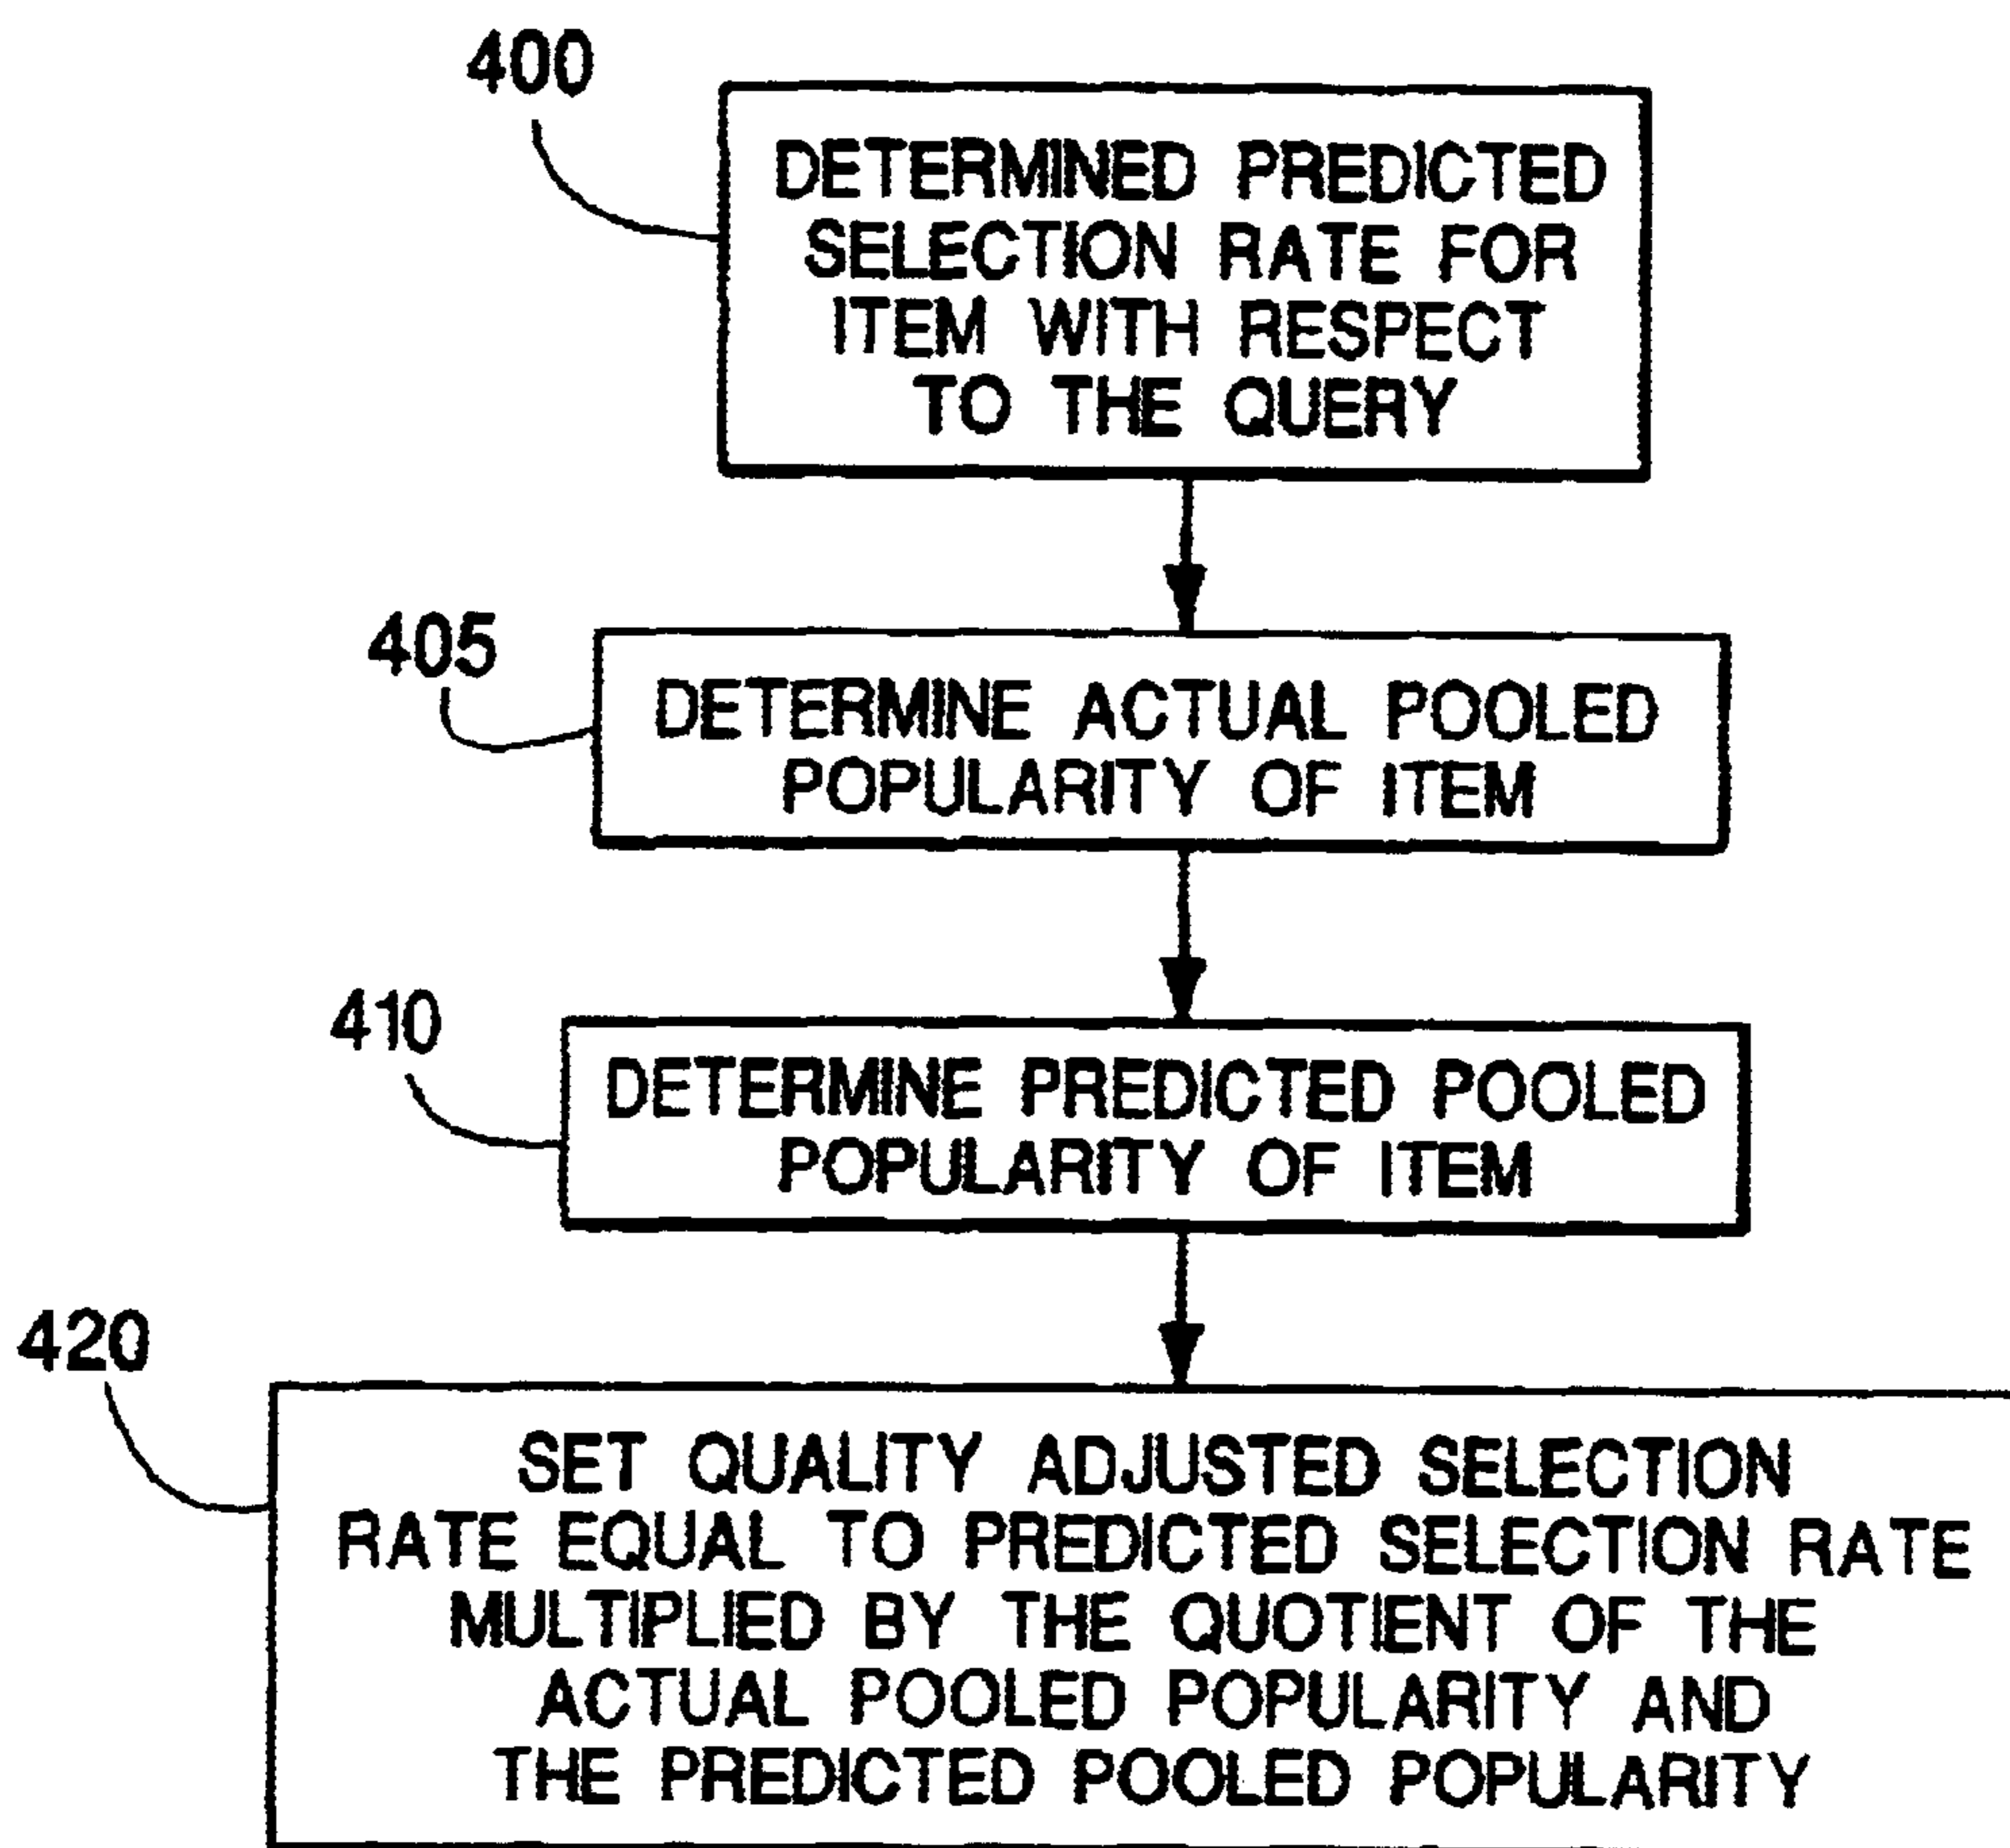 400
DETERMINED PREDICTED
SELECTION RATE FOR
ITEM WITH RESPECT
TO THE QUERY
405
DETERMINE ACTUAL POOLED
POPULARITY OF ITEM
410
DETERMINE PREDICTED POOLED
POPULARITY OF ITEM
420
SET QUALITY ADJUSTED SELECTION
RATE EQUAL TO PREDICTED SELECTION RATE
MULTIPLIED BY THE QUOTIENT OF THE
ACTUAL POOLED POPULARITY AND
THE PREDICTED POOLED POPULARITY